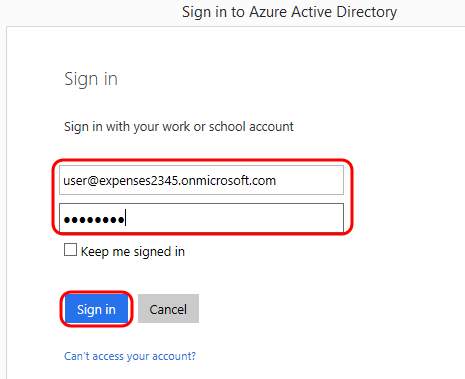 Sign in to Azure Active Directory
Sign in
Sign in with your work or school account
user@expenses2345.onmicrosoft.com
●●●●●●●●
Keep me signed in
Sign in Cancel
Can't access your account?